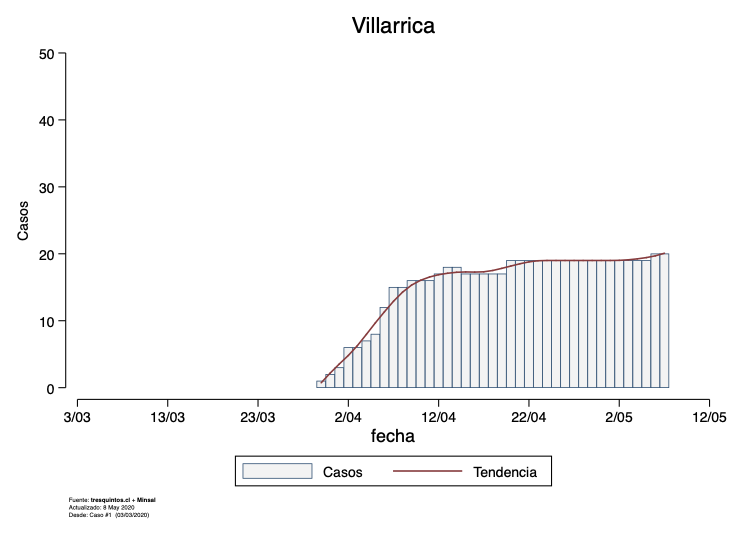 Villarrica
50
40
30
20
10
0
Casos
3/03 13/03 23/03 2/04 12/04 22/04 2/05 12/05
fecha
Casos Tendencia
Fuente: tresquintos.cl + Minsal
Actualizado: 8 May 2020
Desde: Caso #1 (03/03/2020)